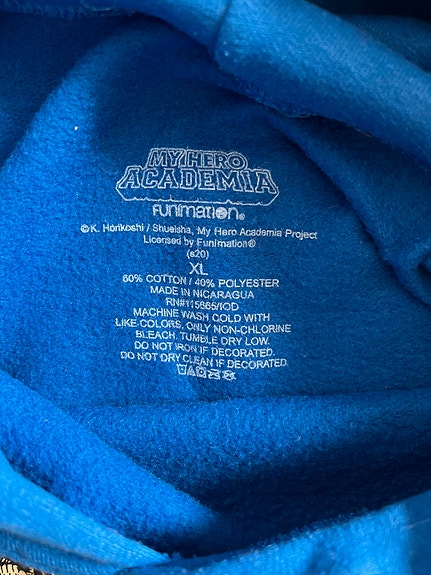 MY HERO
ACADEMIA
FUNIMATION®
©K. Horikoshi / Shueisha, My Hero Academia Project
Licensed by Funimation®
(s20)
XL
60% COTTON / 40% POLYESTER
MADE IN NICARAGUA
RN#115665/IOD
MACHINE WASH COLD WITH
LIKE COLORS, ONLY NON-CHLORINE
BLEACH. TUMBLE DRY LOW.
DO NOT IRON IF DECORATED.
DO NOT DRY CLEAN IF DECORATED.